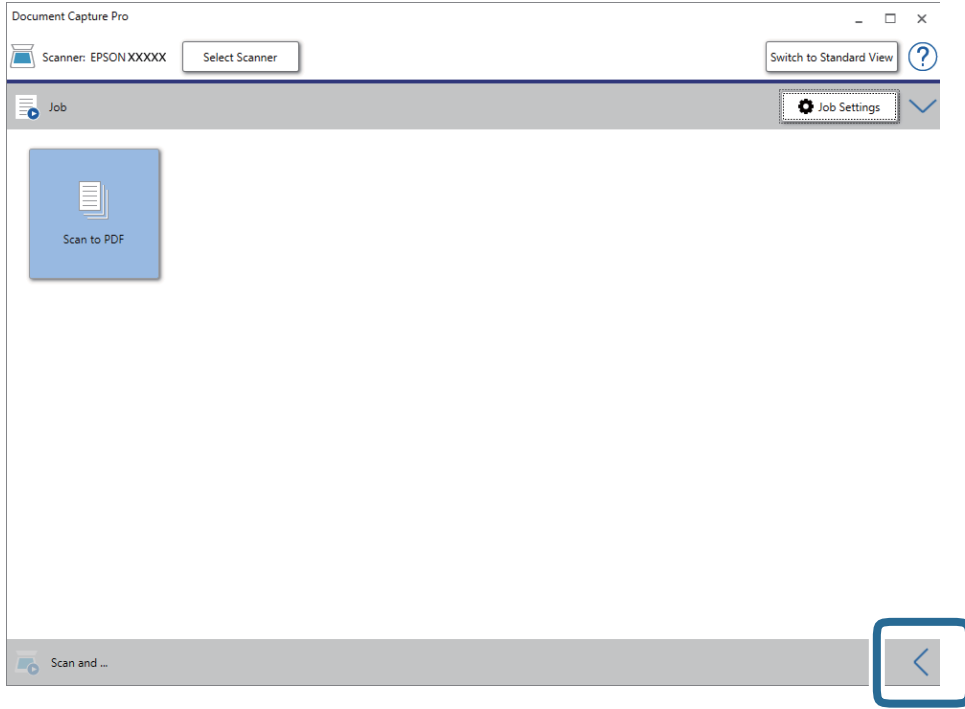 Document Capture Pro
Scanner: EPSON XXXXX Select Scanner Switch to Standard View ?
Job Job Settings
Scan to PDF
Scan and ...